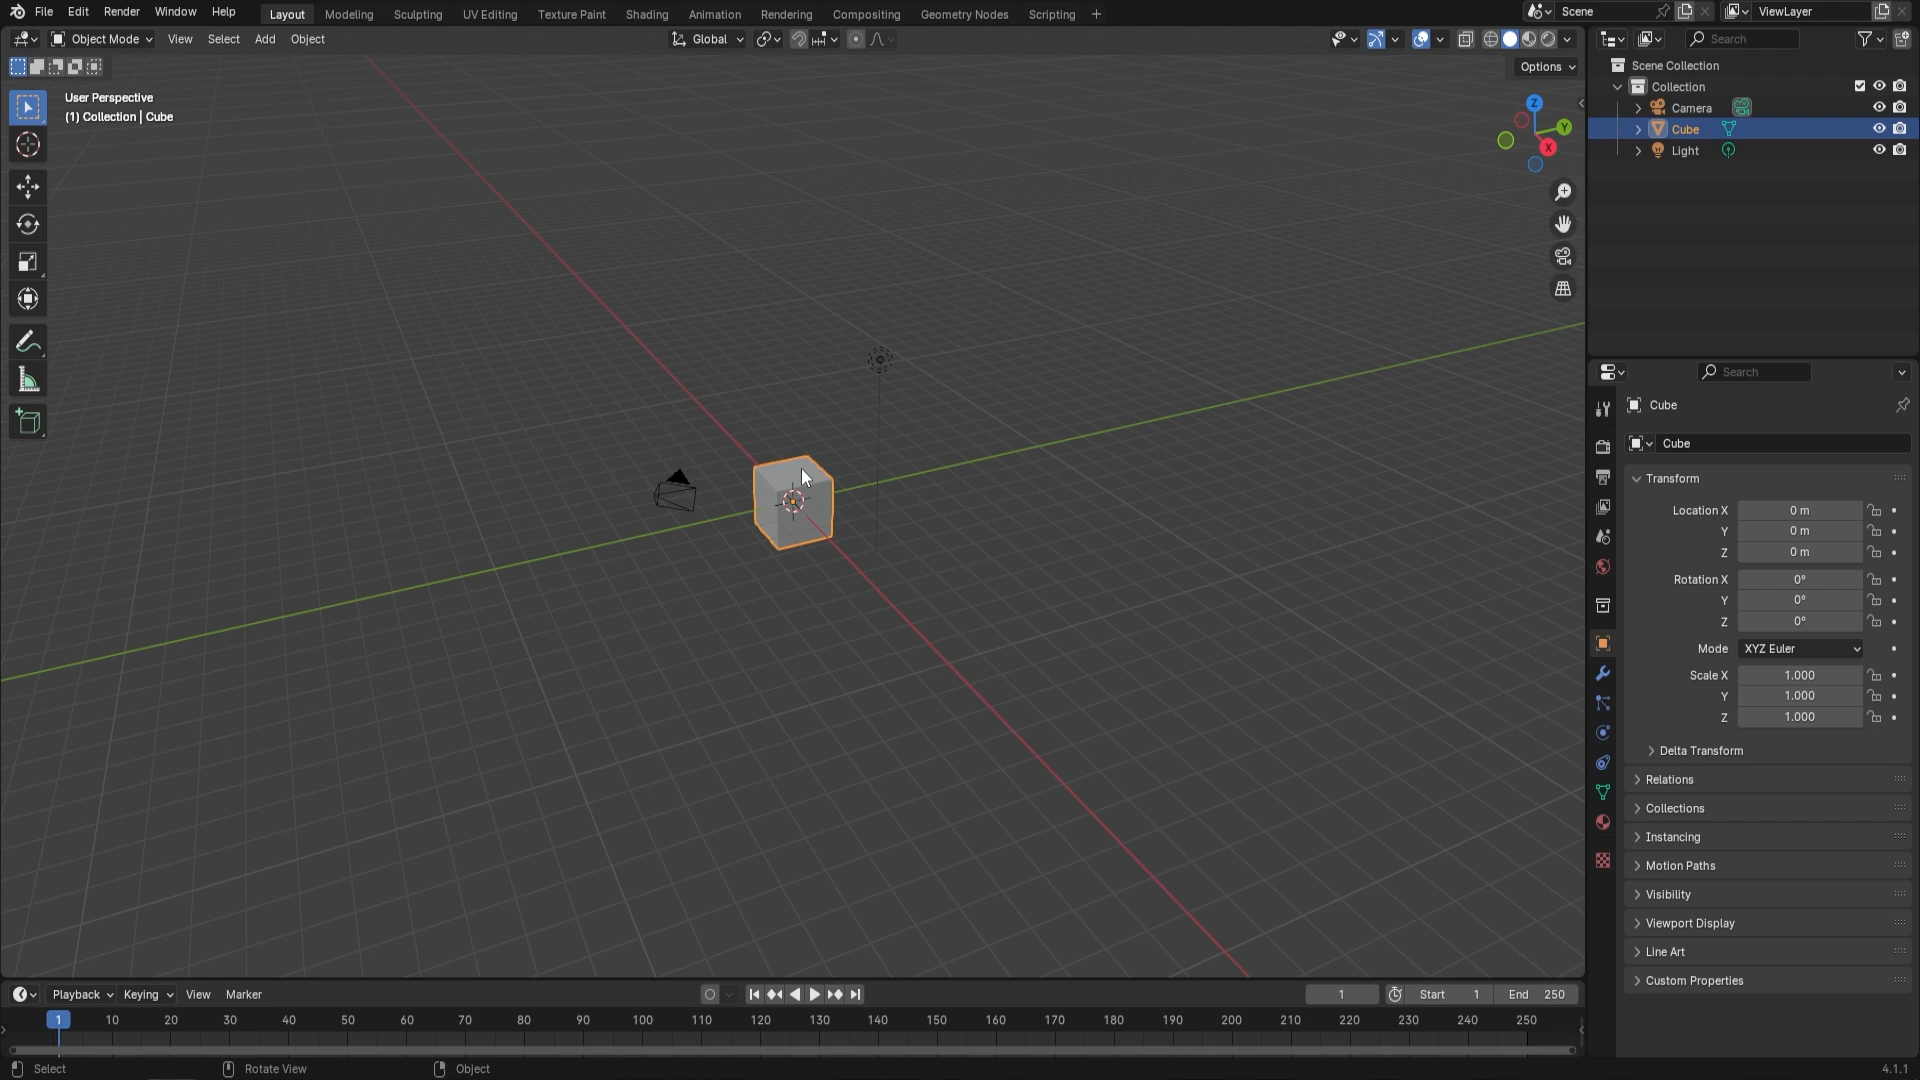 File Edit Render Window Help Layout Modeling Sculpting UV Editing Texture Paint Shading Animation Rendering Compositing Geometry Nodes Scripting + Scene ViewLayer
Object Mode View Select Add Object Global Search
Options
User Perspective
(1) Collection | Cube
Z
Y
X
Scene Collection
Collection
Camera
Cube
Light
Search
Cube
Cube
Transform
Location X 0 m
Y 0 m
Z 0 m
Rotation X 0°
Y 0°
Z 0°
Mode XYZ Euler
Scale X 1.000
Y 1.000
Z 1.000
Delta Transform
Relations
Collections
Instancing
Motion Paths
Visibility
Viewport Display
Line Art
Custom Properties
Playback Keying View Marker 1 Start 1 End 250
1 10 20 30 40 50 60 70 80 90 100 110 120 130 140 150 160 170 180 190 200 210 220 230 240 250
Select Rotate View Object 4.1.1